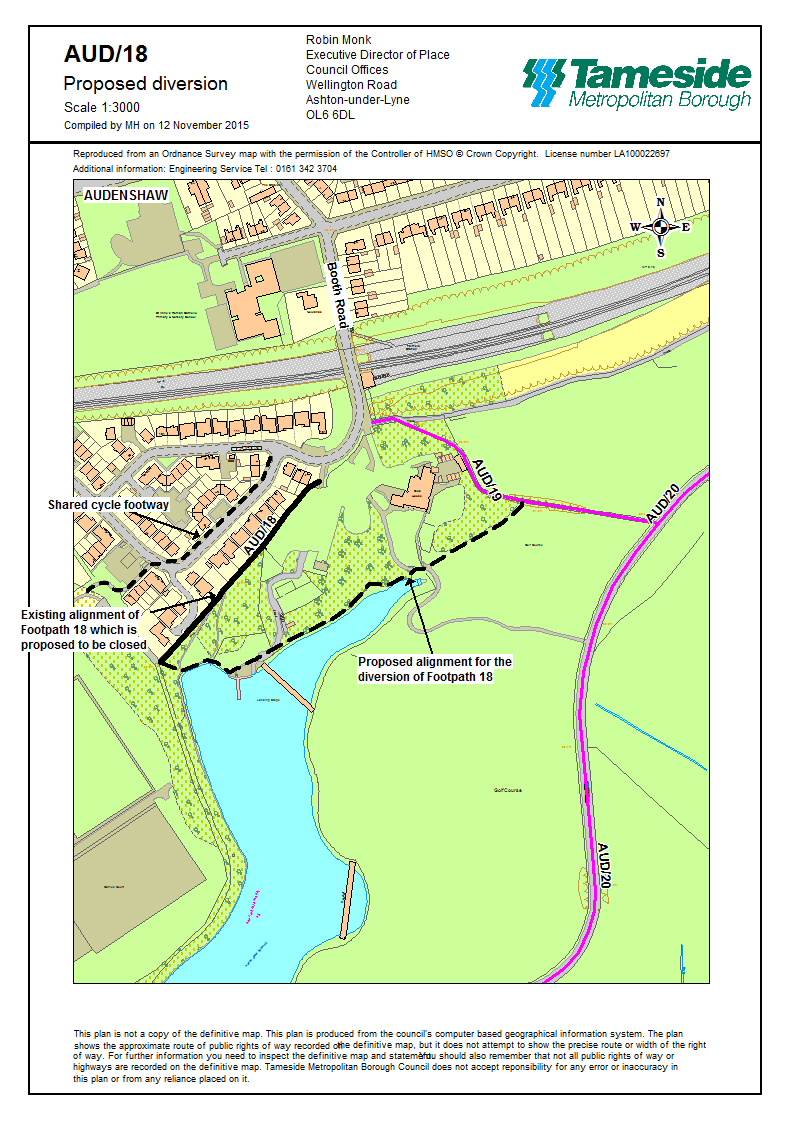 AUD/18
Proposed diversion
Scale 1:3000
Compiled by MH on 12 November 2015
Robin Monk
Executive Director of Place
Council Offices
Wellington Road
Ashton-under-Lyne
OL6 6DL
Tameside
Metropolitan Borough
Reproduced from an Ordnance Survey map with the permission of the Controller of HMSO © Crown Copyright. License number LA100022697
Additional information: Engineering Service Tel : 0161 342 3704
AUDENSHAW
N
W E
S
Booth Road
AUD/19
AUD/20
Shared cycle footway
AUD/18
Golf Course
Existing alignment of
Footpath 18 which is
proposed to be closed
Proposed alignment for the
diversion of Footpath 18
Landing Stage
Golf Course
AUD/20
This plan is not a copy of the definitive map. This plan is produced from the council's computer based geographical information system. The plan
shows the approximate route of public rights of way recorded on the definitive map, but it does not attempt to show the precise route or width of the right
of way. For further information you need to inspect the definitive map and statement. You should also remember that not all public rights of way or
highways are recorded on the definitive map. Tameside Metropolitan Borough Council does not accept reponsibility for any error or inaccuracy in
this plan or from any reliance placed on it.